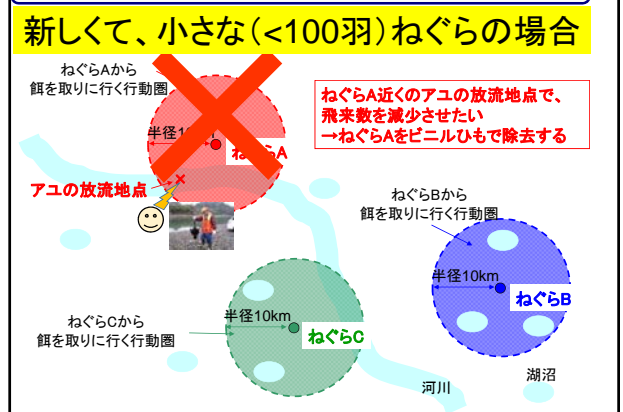 新しくて、小さな（<100羽）ねぐらの場合
ねぐらAから
餌を取りに行く行動圏
ねぐらA近くのアユの放流地点で、
飛来数を減少させたい
→ねぐらAをビニルひもで除去する
半径1
ねぐらA
アユの放流地点
ねぐらBから
餌を取りに行く行動圏
半径10km
ねぐらB
半径10km
ねぐらC
ねぐらCから
餌を取りに行く行動圏
河川
湖沼